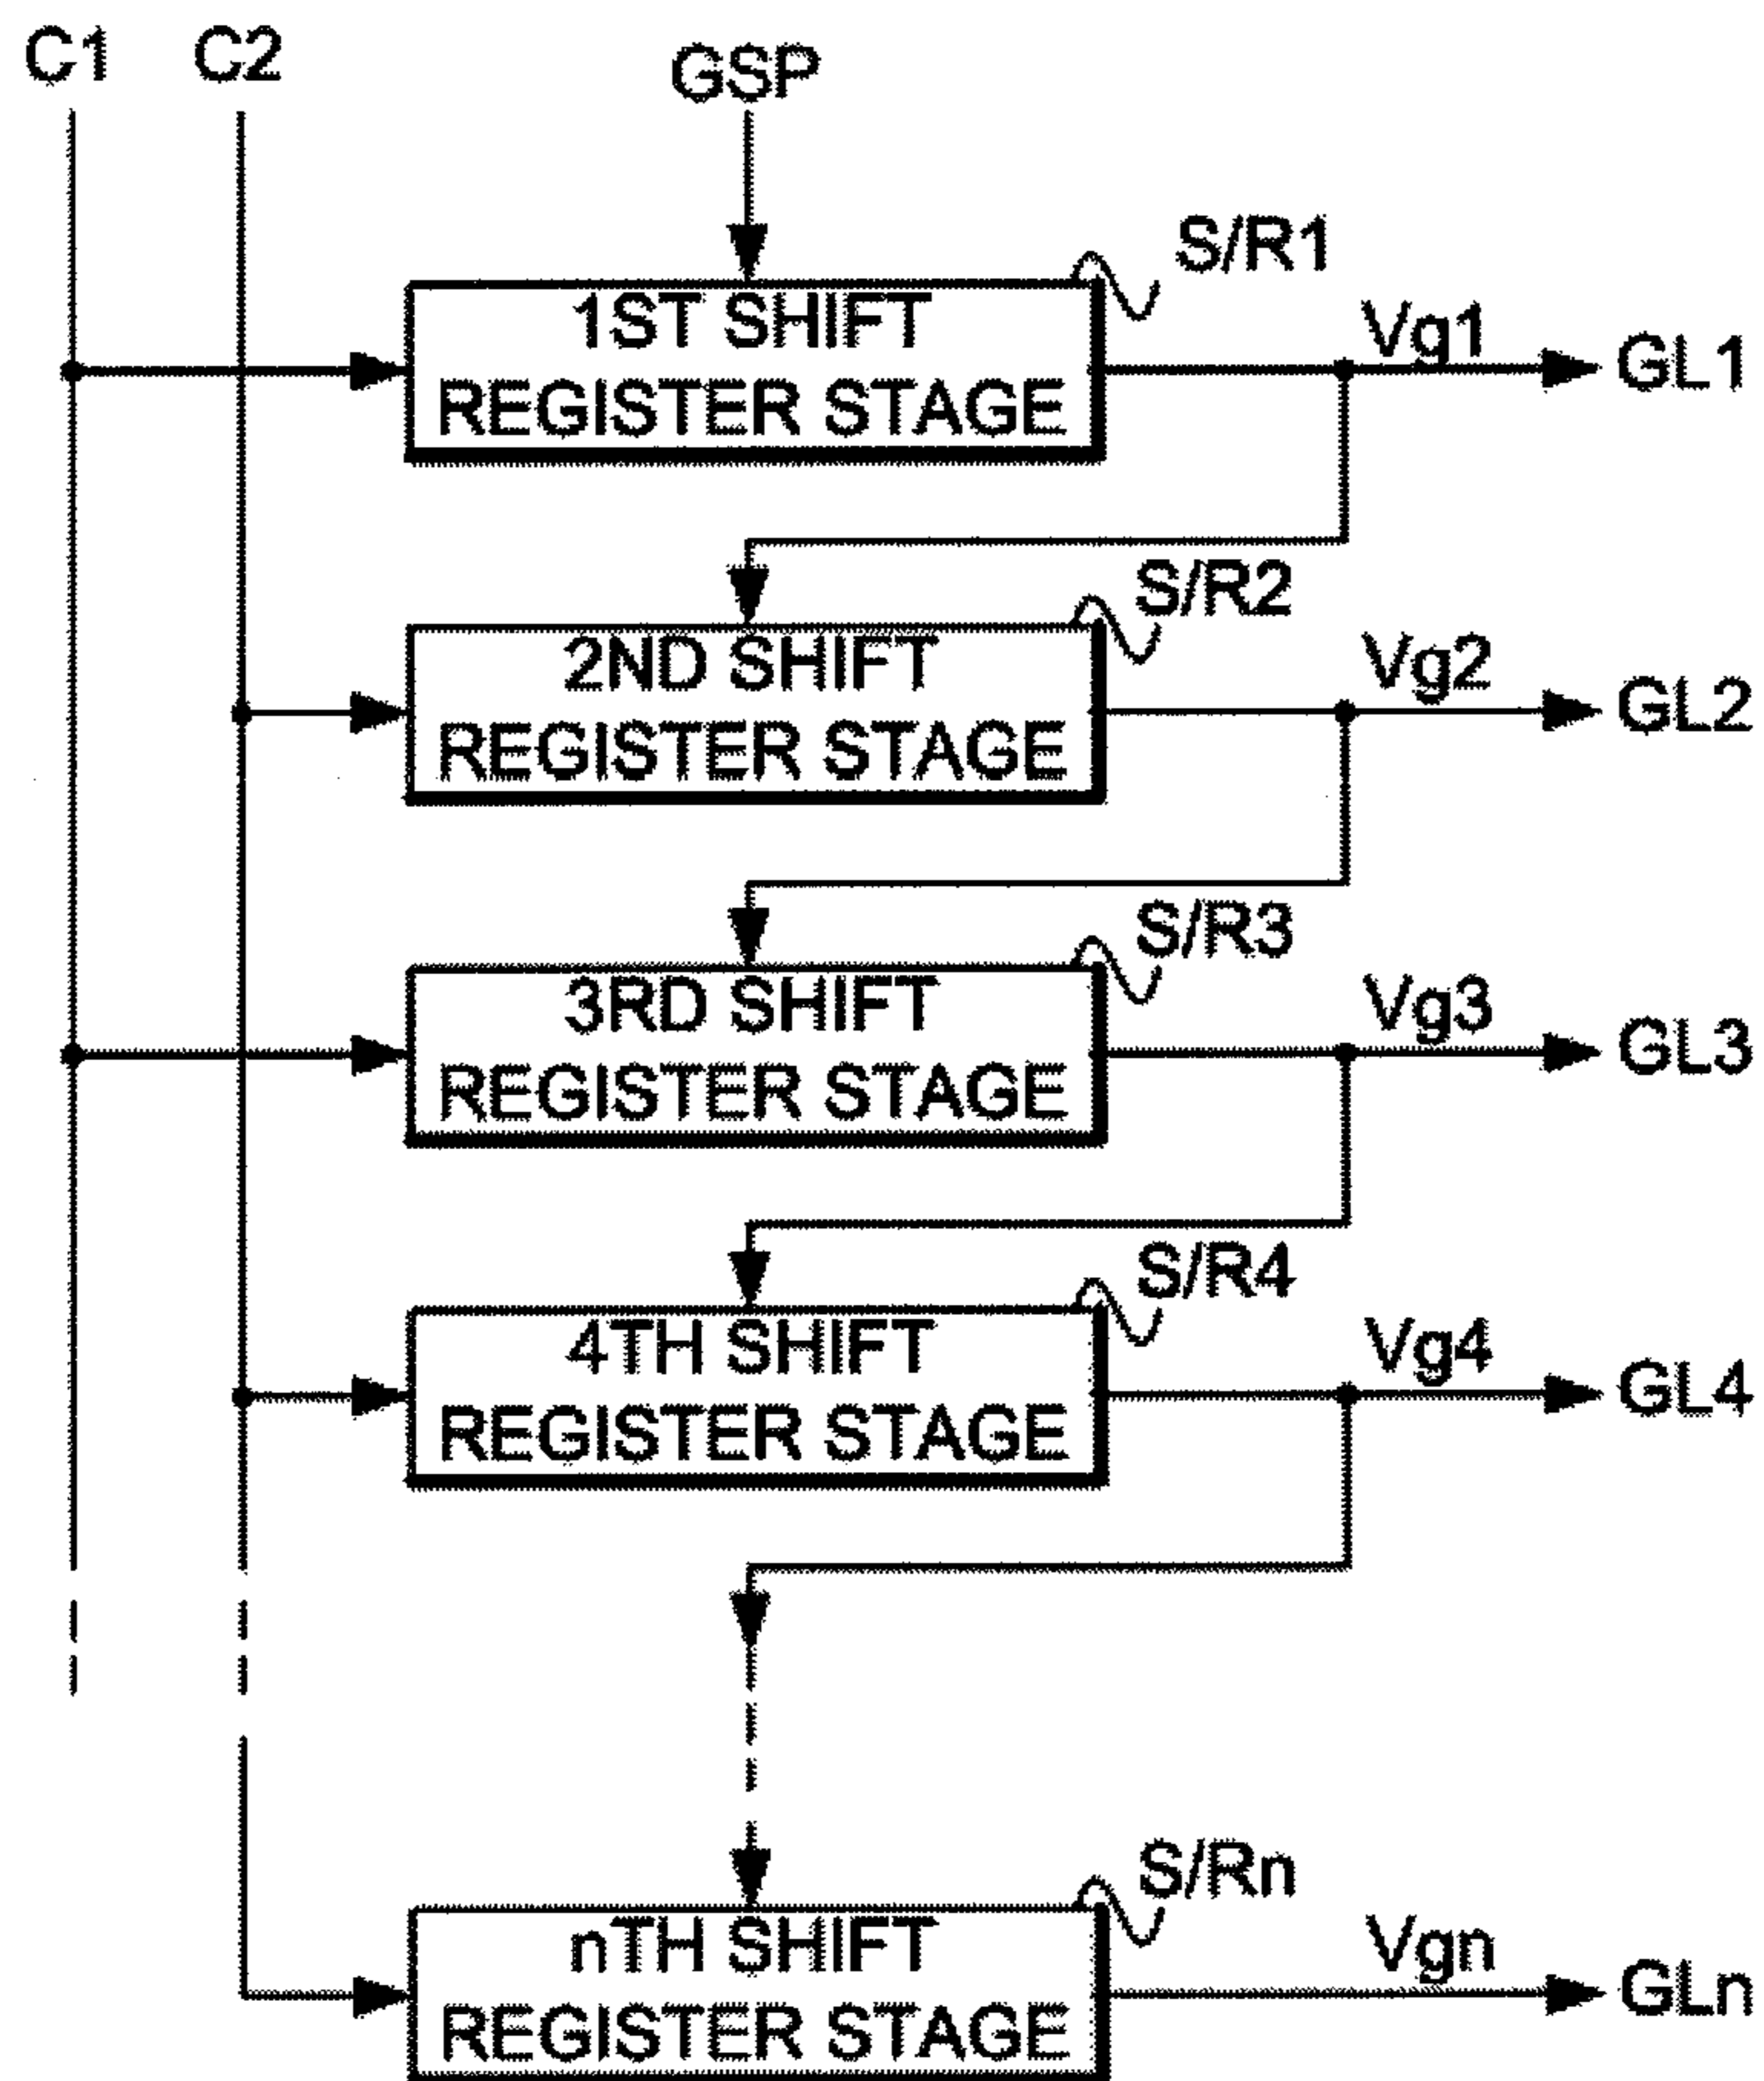 C1 C2 GSP
S/R1
1ST SHIFT
REGISTER STAGE
Vg1
GL1
S/R2
2ND SHIFT
REGISTER STAGE
Vg2
GL2
S/R3
3RD SHIFT
REGISTER STAGE
Vg3
GL3
S/R4
4TH SHIFT
REGISTER STAGE
Vg4
GL4
S/Rn
nTH SHIFT
REGISTER STAGE
Vgn
GLn